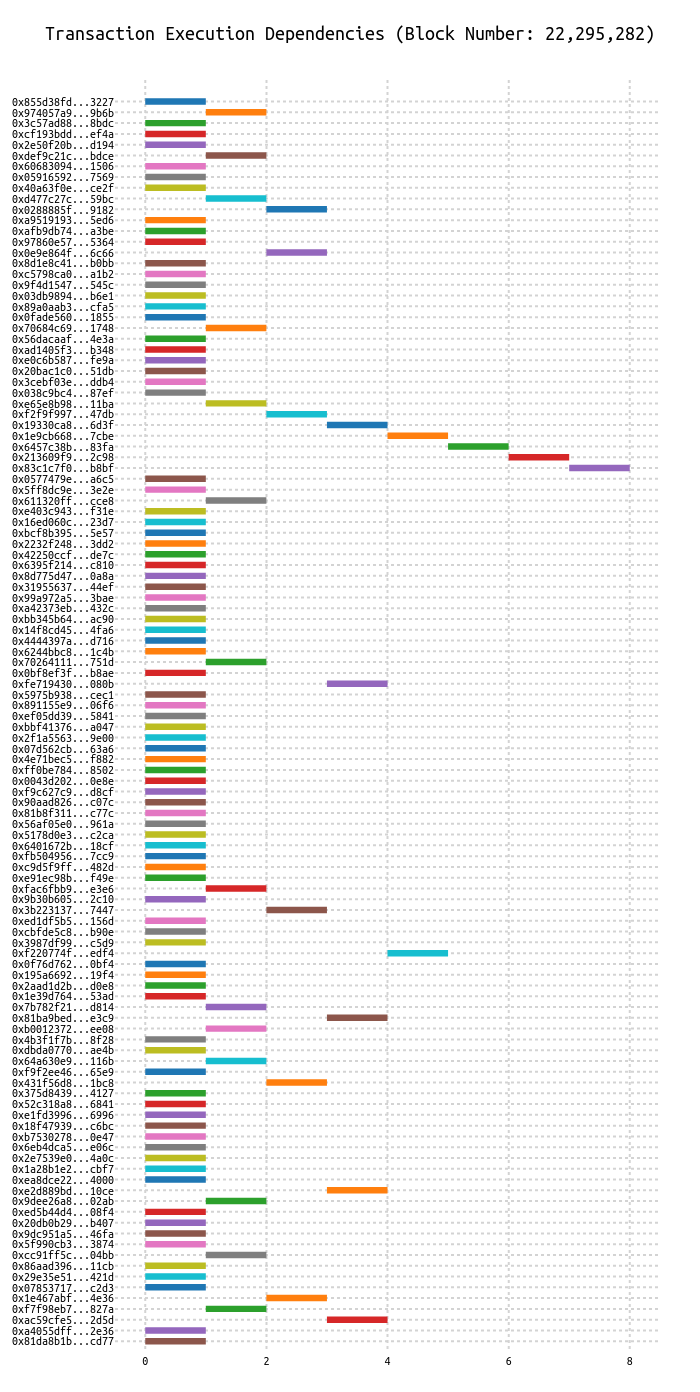 Transaction Execution Dependencies (Block Number: 22,295,282)
0x855d38fd...3227
0x974057a9...9b6b
0x3c57ad88...8bdc
0xcf193bdd...ef4a
0x2e50f20b...d194
0xdef9c21c...bdce
0x60683094...1506
0x05916592...7569
0x40a63f0e...ce2f
0xd477c27c...59bc
0x0288885f...9182
0xa9519193...5ed6
0xafb9db74...a3be
0x97860e57...5364
0x0e9e864f...6c66
0x8d1e8c41...b0bb
0xc5798ca0...a1b2
0x9f4d1547...545c
0x03db9894...b6e1
0x89a0aab3...cfa5
0x0fade560...1855
0x70684c69...1748
0x56dacaaf...4e3a
0xad1405f3...b348
0xe0c6b587...fe9a
0x20bac1c0...51db
0x3cebf03e...ddb4
0x038c9bc4...87ef
0xe65e8b98...11ba
0xf2f9f997...47db
0x19330ca8...6d3f
0x1e9cb668...7cbe
0x6457c38b...83fa
0x213609f9...2c98
0x83c1c7f0...b8bf
0x0577479e...a6c5
0x5ff8dc9e...3e2e
0x611320ff...cce8
0xe403c943...f31e
0x16ed060c...23d7
0xbcf8b395...5e57
0x2232f248...3dd2
0x42250ccf...de7c
0x6395f214...c810
0x8d775d47...0a8a
0x31955637...44ef
0x99a972a5...3bae
0xa42373eb...432c
0xbb345b64...ac90
0x14f8cd45...4fa6
0x4444397a...d716
0x6244bbc8...1c4b
0x70264111...751d
0x0bf8ef3f...b8ae
0xfe719430...080b
0x5975b938...cec1
0x891155e9...06f6
0xef05dd39...5841
0xbbf41376...a047
0x2f1a5563...9e00
0x07d562cb...63a6
0x4e71bec5...f882
0xff0be784...8502
0x0043d202...0e8e
0xf9c627c9...d8cf
0x90aad826...c07c
0x81b8f311...c77c
0x56af05e0...961a
0x5178d0e3...c2ca
0x6401672b...18cf
0xfb504956...7cc9
0xc9d5f9ff...482d
0xe91ec98b...f49e
0xfac6fbb9...e3e6
0x9b30b605...2c10
0x3b223137...7447
0xed1df5b5...156d
0xcbfde5c8...b90e
0x3987df99...c5d9
0xf220774f...edf4
0x0f76d762...0bf4
0x195a6692...19f4
0x2aad1d2b...d0e8
0x1e39d764...53ad
0x7b782f21...d814
0x81ba9bed...e3c9
0xb0012372...ee08
0x4b3f1f7b...8f28
0xdbda0770...ae4b
0x64a630e9...116b
0xf9f2ee46...65e9
0x431f56d8...1bc8
0x375d8439...4127
0x52c318a8...6841
0xe1fd3996...6996
0x18f47939...c6bc
0xb7530278...0e47
0x6eb4dca5...e06c
0x2e7539e0...4a0c
0x1a28b1e2...cbf7
0xea8dce22...4000
0xe2d889bd...10ce
0x9dee26a8...02ab
0xed5b44d4...08f4
0x20db0b29...b407
0x9dc951a5...46fa
0x5f990cb3...3874
0xcc91ff5c...04bb
0x86aad396...11cb
0x29e35e51...421d
0x07853717...c2d3
0x1e467abf...4e36
0xf7f98eb7...827a
0xac59cfe5...2d5d
0xa4055dff...2e36
0x81da8b1b...cd77
0 2 4 6 8